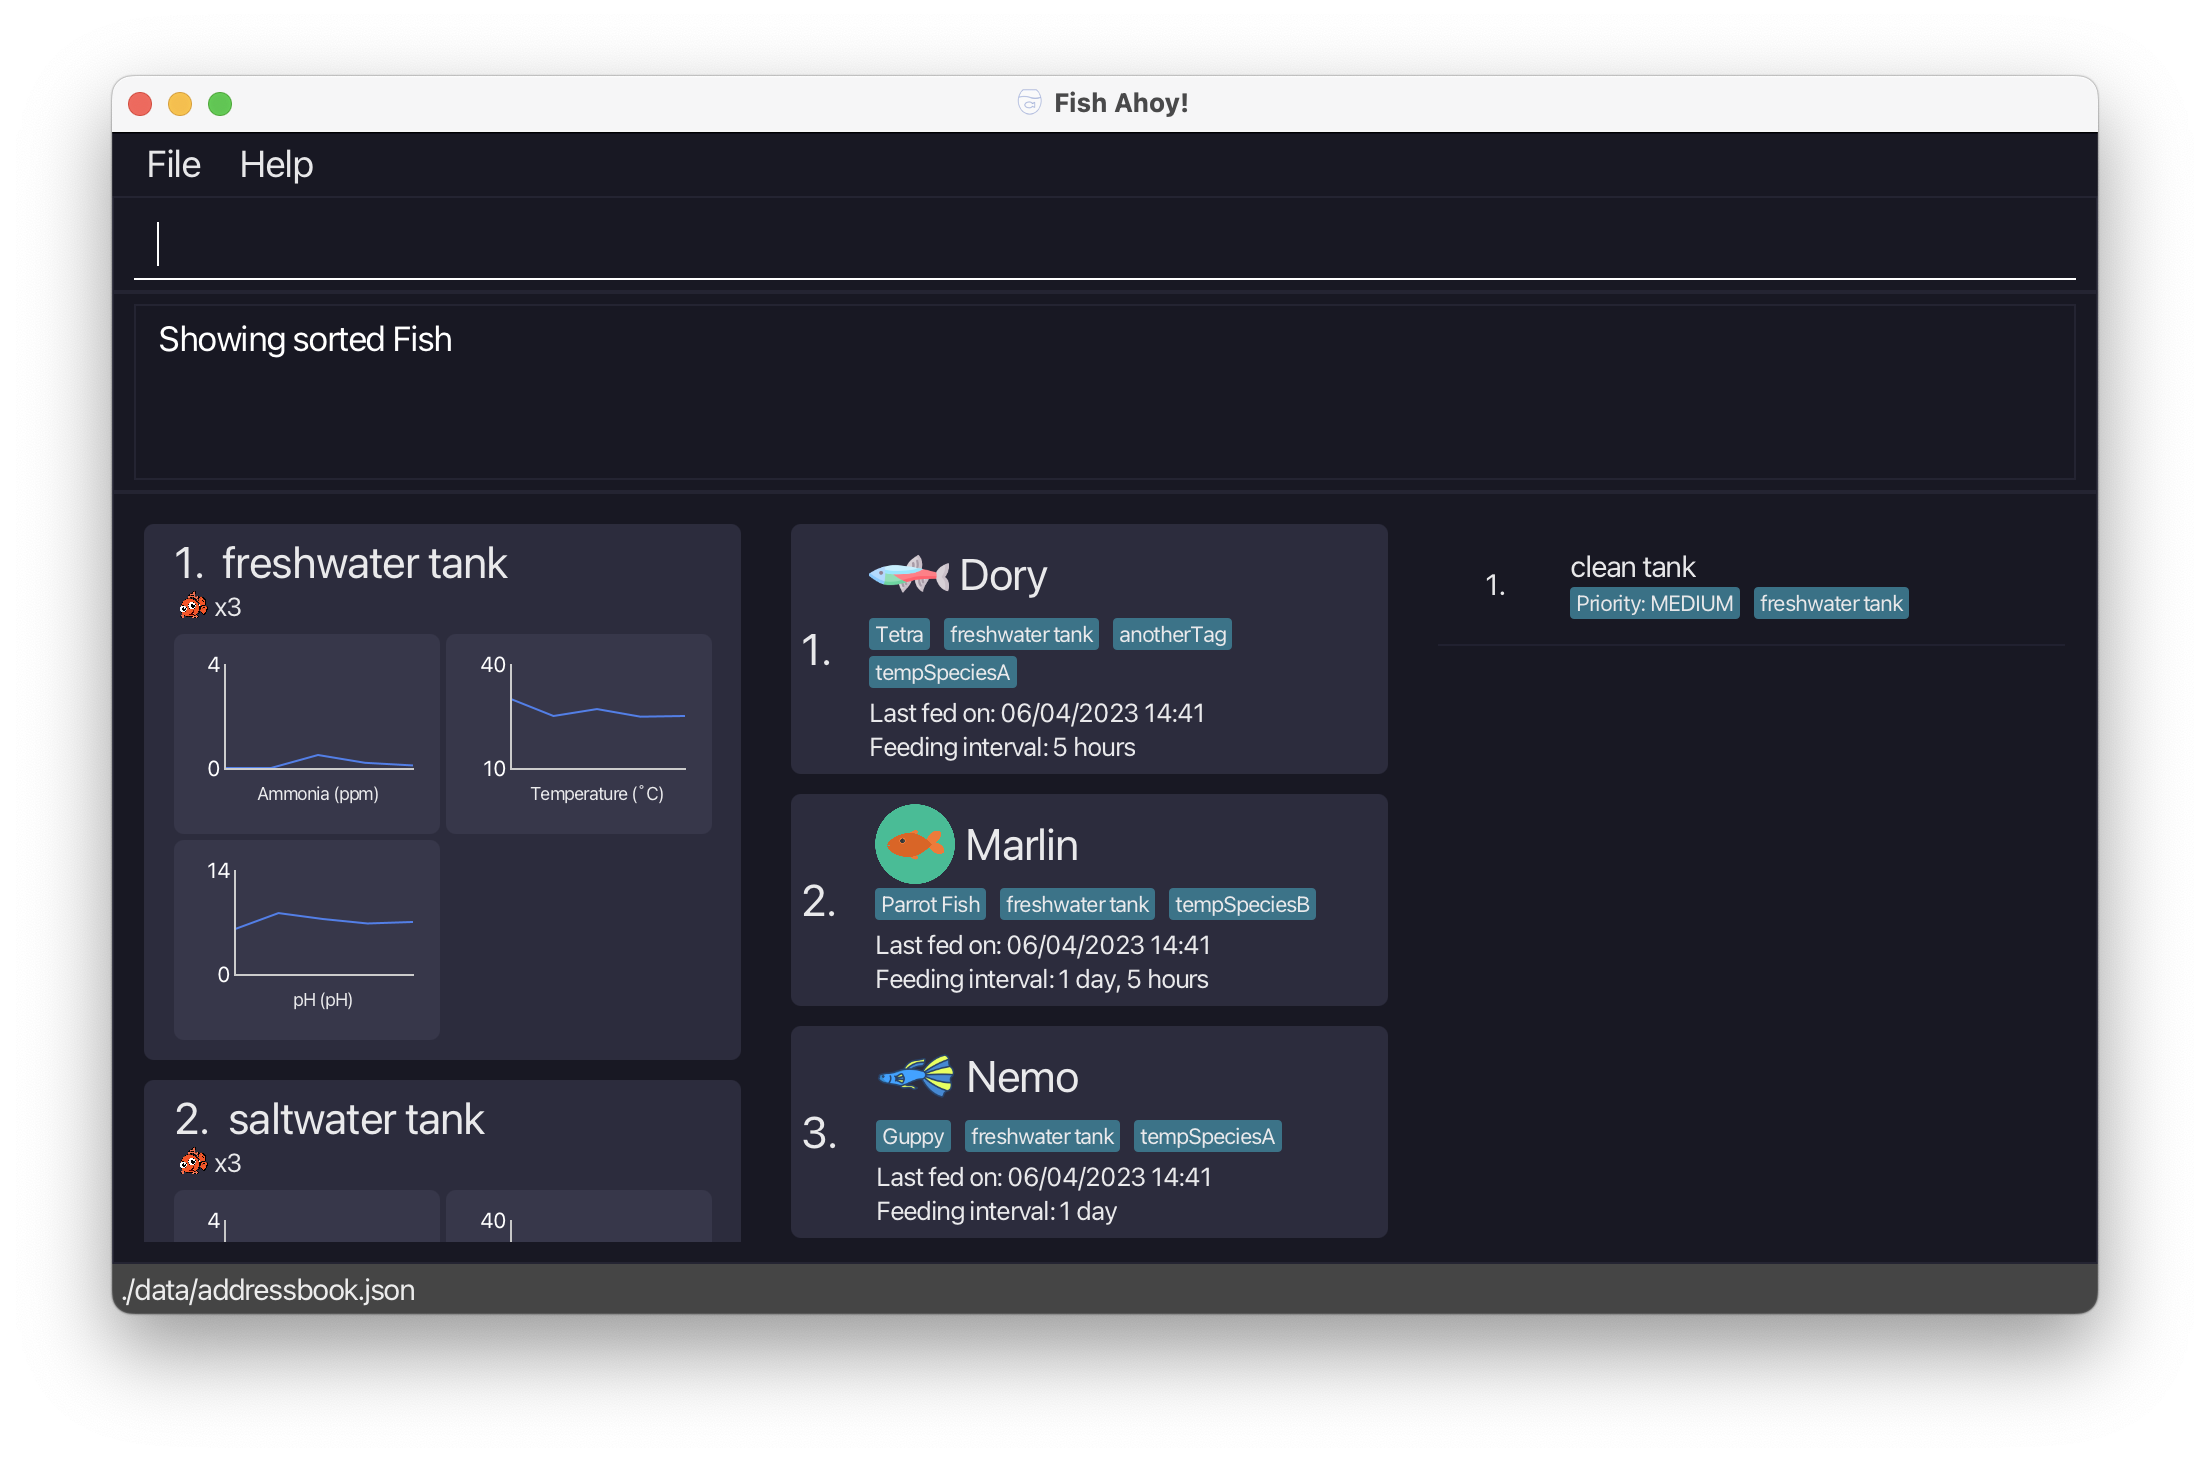 Fish Ahoy!
File Help
Showing sorted Fish
1. freshwater tank
x3
4
0
Ammonia (ppm)
40
10
Temperature (°C)
14
0
pH (pH)
2. saltwater tank
x3
4
40
1.
Dory
Tetra freshwater tank anotherTag
tempSpeciesA
Last fed on: 06/04/2023 14:41
Feeding interval: 5 hours
2.
Marlin
Parrot Fish freshwater tank tempSpeciesB
Last fed on: 06/04/2023 14:41
Feeding interval: 1 day, 5 hours
3.
Nemo
Guppy freshwater tank tempSpeciesA
Last fed on: 06/04/2023 14:41
Feeding interval: 1 day
1.
clean tank
Priority: MEDIUM freshwater tank
./data/addressbook.json